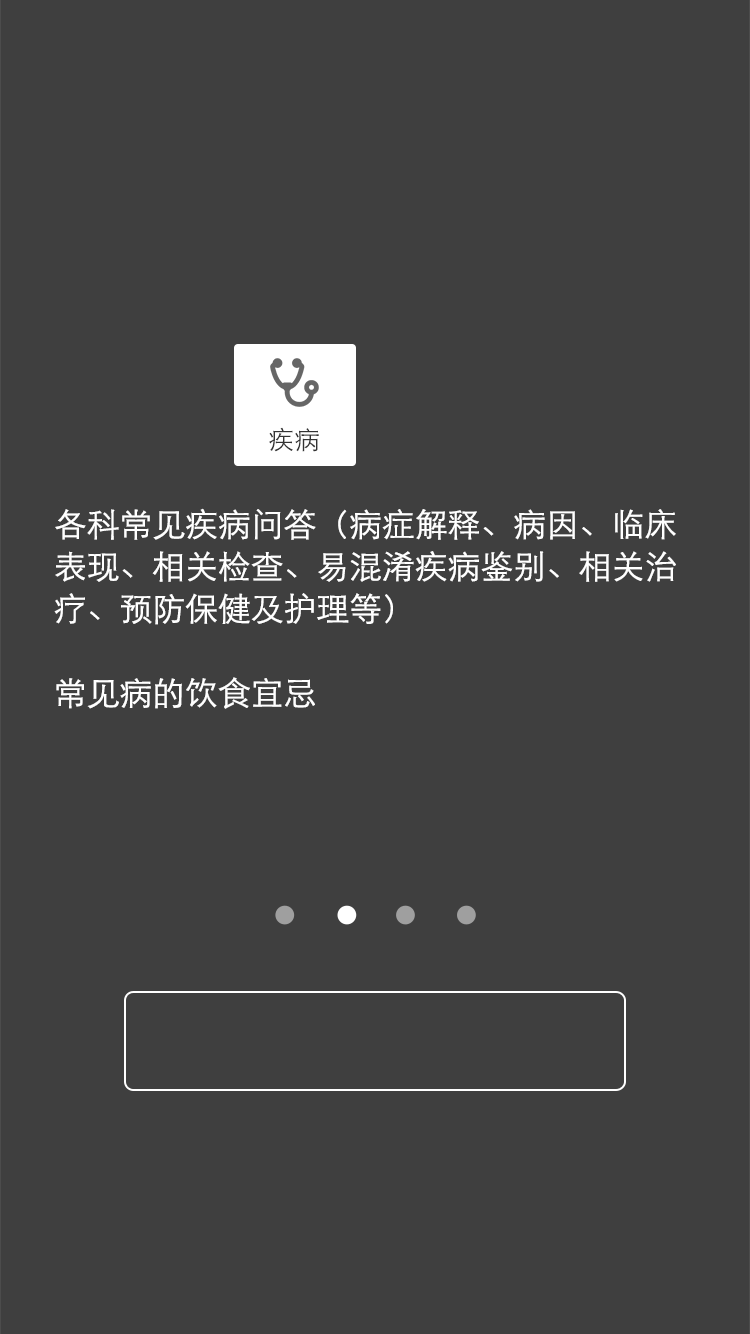 疾病
各科常见疾病问答（病症解释、病因、临床
表现、相关检查、易混淆疾病鉴别、相关治
疗、预防保健及护理等）
常见病的饮食宜忌